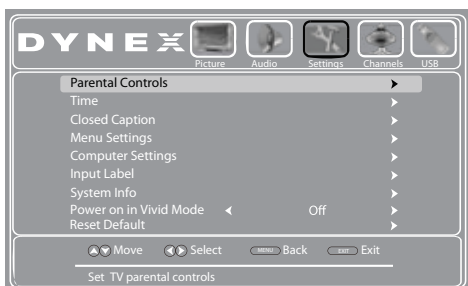 DYNEX
Picture Audio Settings Channels USB
Parental Controls
Time
Closed Caption
Menu Settings
Computer Settings
Input Label
System Info
Power on in Vivid Mode Off
Reset Default
Move Select MENU Back EXIT Exit
Set TV parental controls